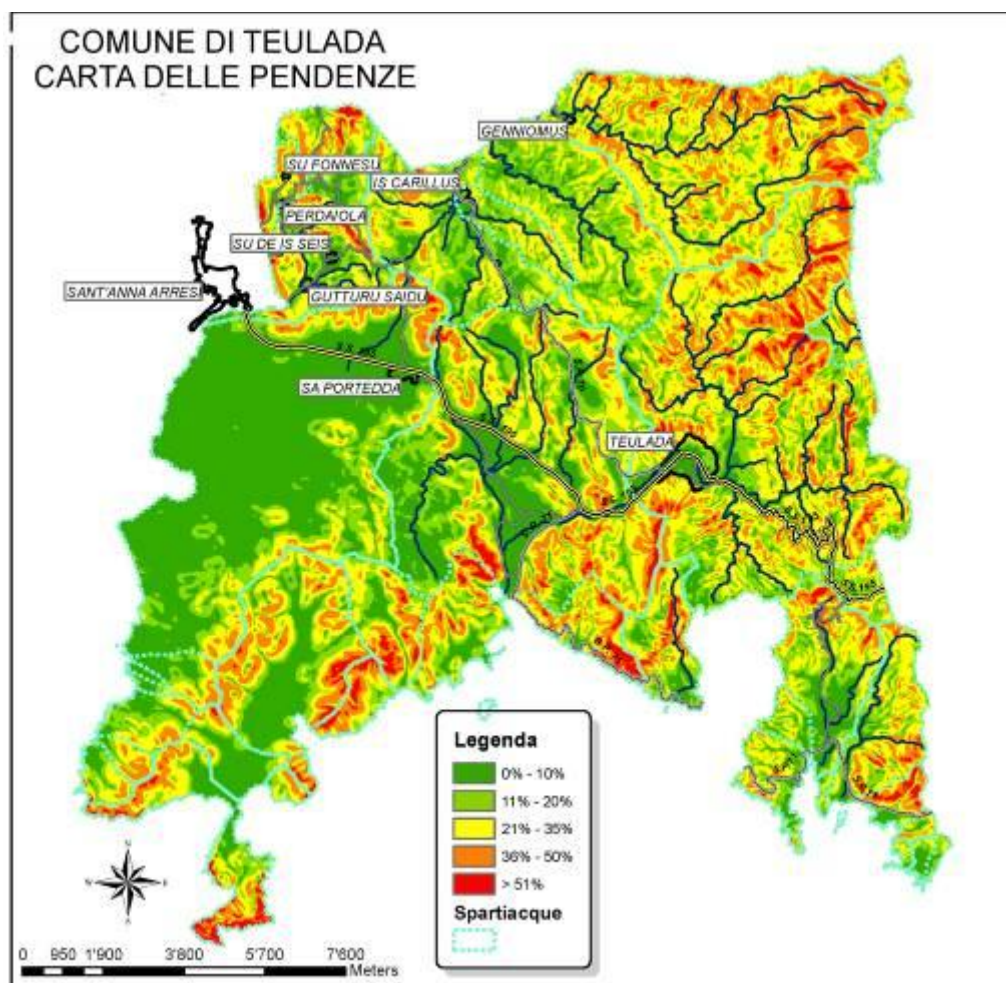 COMUNE DI TEULADA
CARTA DELLE PENDENZE
GENNIOMUS
SU FONNESU
IS CARILLUS
PERDAIOLA
SU DE IS SEIS
SANT'ANNA ARRESI
GUTTURU SAIDU
SA PORTEDDA
TEULADA
S.S. 195
Legenda
0% - 10%
11% - 20%
21% - 35%
36% - 50%
> 51%
Spartiacque
N
W
E
S
0 950 1'900 3'800 5'700 7'600
Meters